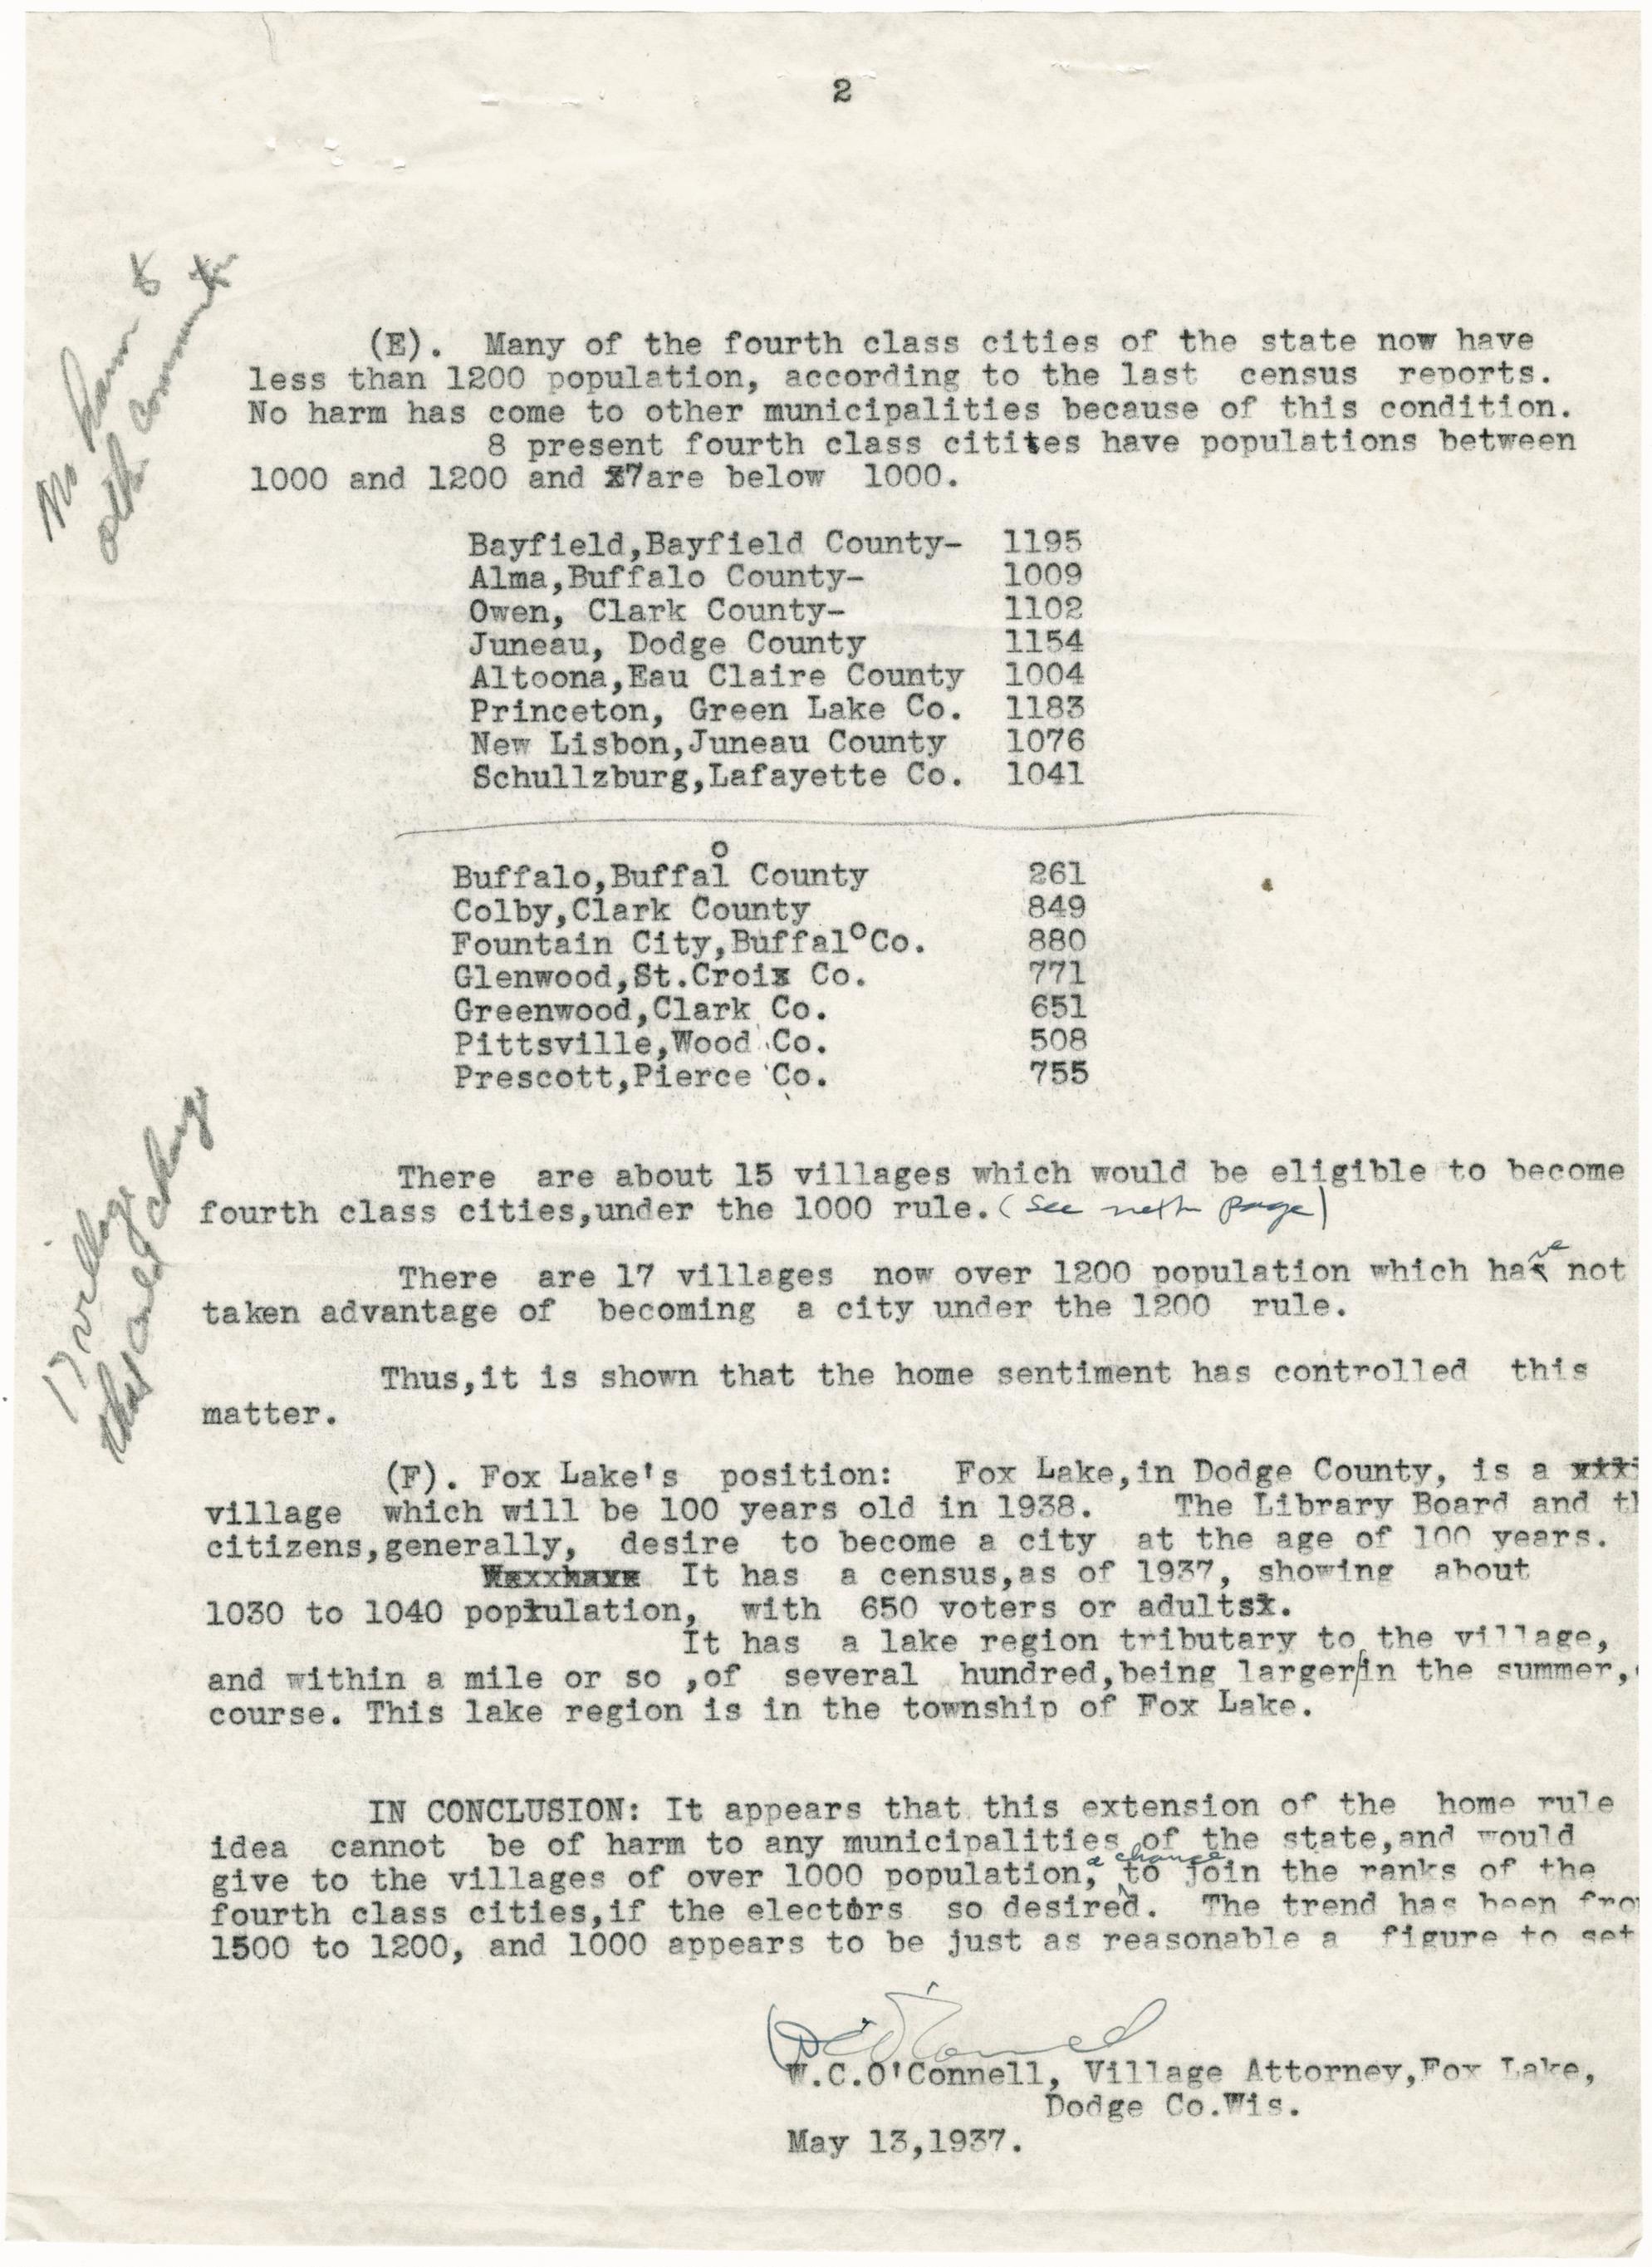 2
No harm to
other communities
(E). Many of the fourth class cities of the state now have
less than 1200 population, according to the last census reports.
No harm has come to other municipalities because of this condition.
8 present fourth class citites have populations between
1000 and 1200 and 7 are below 1000.
Bayfield,Bayfield County- 1195
Alma,Buffalo County- 1009
Owen, Clark County- 1102
Juneau, Dodge County 1154
Altoona,Eau Claire County 1004
Princeton, Green Lake Co. 1183
New Lisbon,Juneau County 1076
Schullzburg,Lafayette Co. 1041
Buffalo,Buffalo County 261
Colby,Clark County 849
Fountain City,Buffalo Co. 880
Glenwood,St.Croix Co. 771
Greenwood,Clark Co. 651
Pittsville,Wood Co. 508
Prescott,Pierce Co. 755
17 villages
that could change
There are about 15 villages which would be eligible to become
fourth class cities,under the 1000 rule. (See next page)
There are 17 villages now over 1200 population which have not
taken advantage of becoming a city under the 1200 rule.
Thus,it is shown that the home sentiment has controlled this
matter.
(F). Fox Lake's position: Fox Lake,in Dodge County, is a
village which will be 100 years old in 1938. The Library Board and th
citizens,generally, desire to become a city at the age of 100 years.
It has a census,as of 1937, showing about
1030 to 1040 population, with 650 voters or adults.
It has a lake region tributary to the village,
and within a mile or so ,of several hundred,being larger/in the summer,
course. This lake region is in the township of Fox Lake.
IN CONCLUSION: It appears that this extension of the home rule
idea cannot be of harm to any municipalities of the state,and would
give to the villages of over 1000 population, a chance to join the ranks of the
fourth class cities,if the electors so desired. The trend has been fro
1500 to 1200, and 1000 appears to be just as reasonable a figure to set
W.C.O'Connell
W.C.O'Connell, Village Attorney,Fox Lake,
Dodge Co.Wis.
May 13,1937.